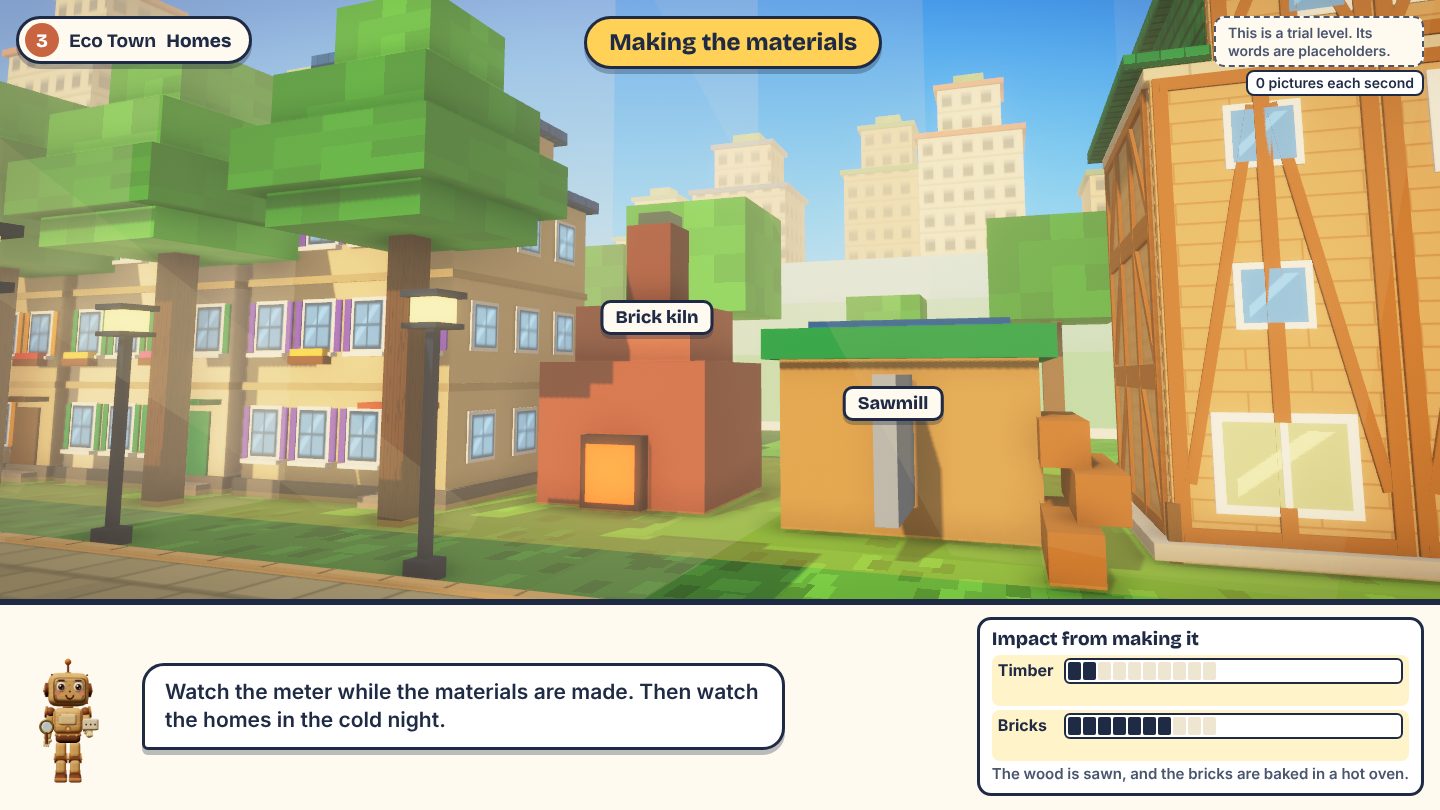 3 Eco Town Homes
Making the materials
This is a trial level. Its
words are placeholders.
0 pictures each second
Brick kiln
Sawmill
Watch the meter while the materials are made. Then watch
the homes in the cold night.
Impact from making it
Timber
Bricks
The wood is sawn, and the bricks are baked in a hot oven.